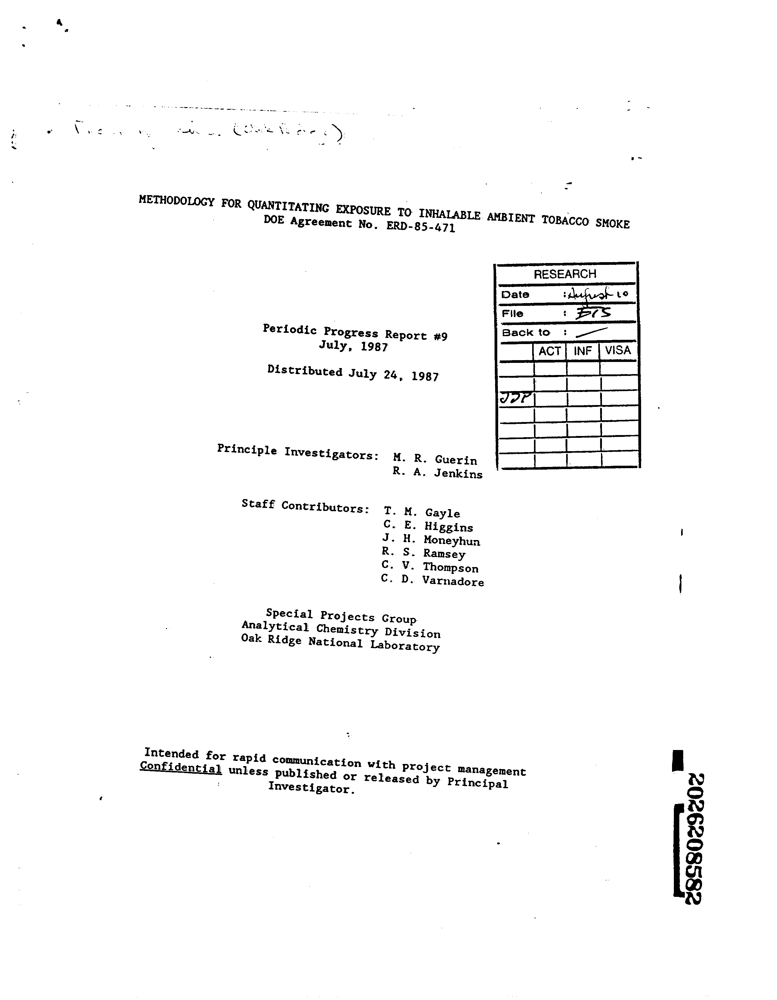 (Oak Ridge)
METHODOLOGY FOR QUANTITATING EXPOSURE TO INHALABLE AMBIENT TOBACCO SMOKE
DOE Agreement No. ERD-85-471
RESEARCH
Date : August 10
File : ETS
Back to :
ACT INF VISA
JJP
Periodic Progress Report #9
July, 1987
Distributed July 24, 1987
Principle Investigators: M. R. Guerin
R. A. Jenkins
Staff Contributors: T. M. Gayle
C. E. Higgins
J. H. Moneyhun
R. S. Ramsey
C. V. Thompson
C. D. Varnadore
Special Projects Group
Analytical Chemistry Division
Oak Ridge National Laboratory
Intended for rapid communication with project management
Confidential unless published or released by Principal
Investigator.
2026208582